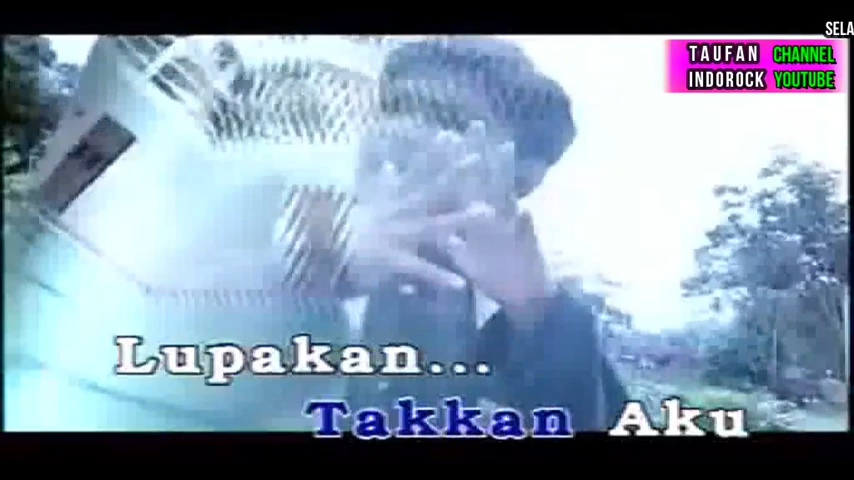 SELA
TAUFAN CHANNEL
INDOROCK YOUTUBE
Lupakan...
Takkan Aku